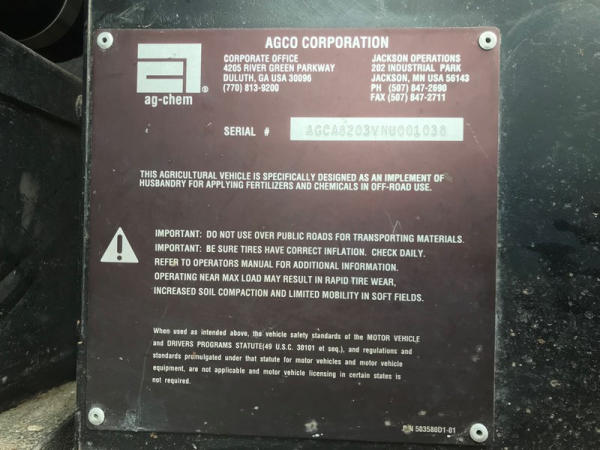 AGCO CORPORATION
CORPORATE OFFICE
4205 RIVER GREEN PARKWAY
DULUTH, GA USA 30096
(770) 813-9200
JACKSON OPERATIONS
202 INDUSTRIAL PARK
JACKSON, MN USA 56143
PH (507) 847-2690
FAX (507) 847-2711
®
ag-chem
SERIAL # AGCA8203VNU001038
THIS AGRICULTURAL VEHICLE IS SPECIFICALLY DESIGNED AS AN IMPLEMENT OF
HUSBANDRY FOR APPLYING FERTILIZERS AND CHEMICALS IN OFF-ROAD USE.
IMPORTANT: DO NOT USE OVER PUBLIC ROADS FOR TRANSPORTING MATERIALS.
IMPORTANT: BE SURE TIRES HAVE CORRECT INFLATION. CHECK DAILY.
REFER TO OPERATORS MANUAL FOR ADDITIONAL INFORMATION.
OPERATING NEAR MAX LOAD MAY RESULT IN RAPID TIRE WEAR,
INCREASED SOIL COMPACTION AND LIMITED MOBILITY IN SOFT FIELDS.
When used as intended above, the vehicle safety standards of the MOTOR VEHICLE
and DRIVERS PROGRAMS STATUTE(49 U.S.C. 30101 et seq.), and regulations and
standards promulgated under that statute for motor vehicles and motor vehicle
equipment, are not applicable and motor vehicle licensing in certain states is
not required.
P/N 503580D1-01